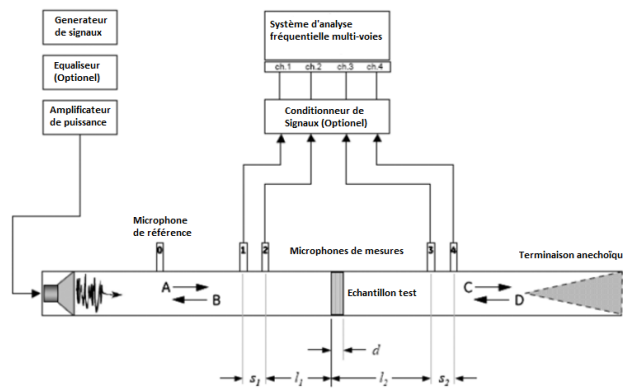 Generateur
de signaux
Equaliseur
(Optionel)
Amplificateur
de puissance
Système d'analyse
fréquentielle multi-voies
ch.1 ch.2 ch.3 ch.4
Conditionneur de
Signaux (Optionel)
Microphone
de référence
0 1 2 Microphones de mesures 3 4
Terminaison anechoïqu
A
B
Echantillon test
C
D
d
s1 l1 l2 s2